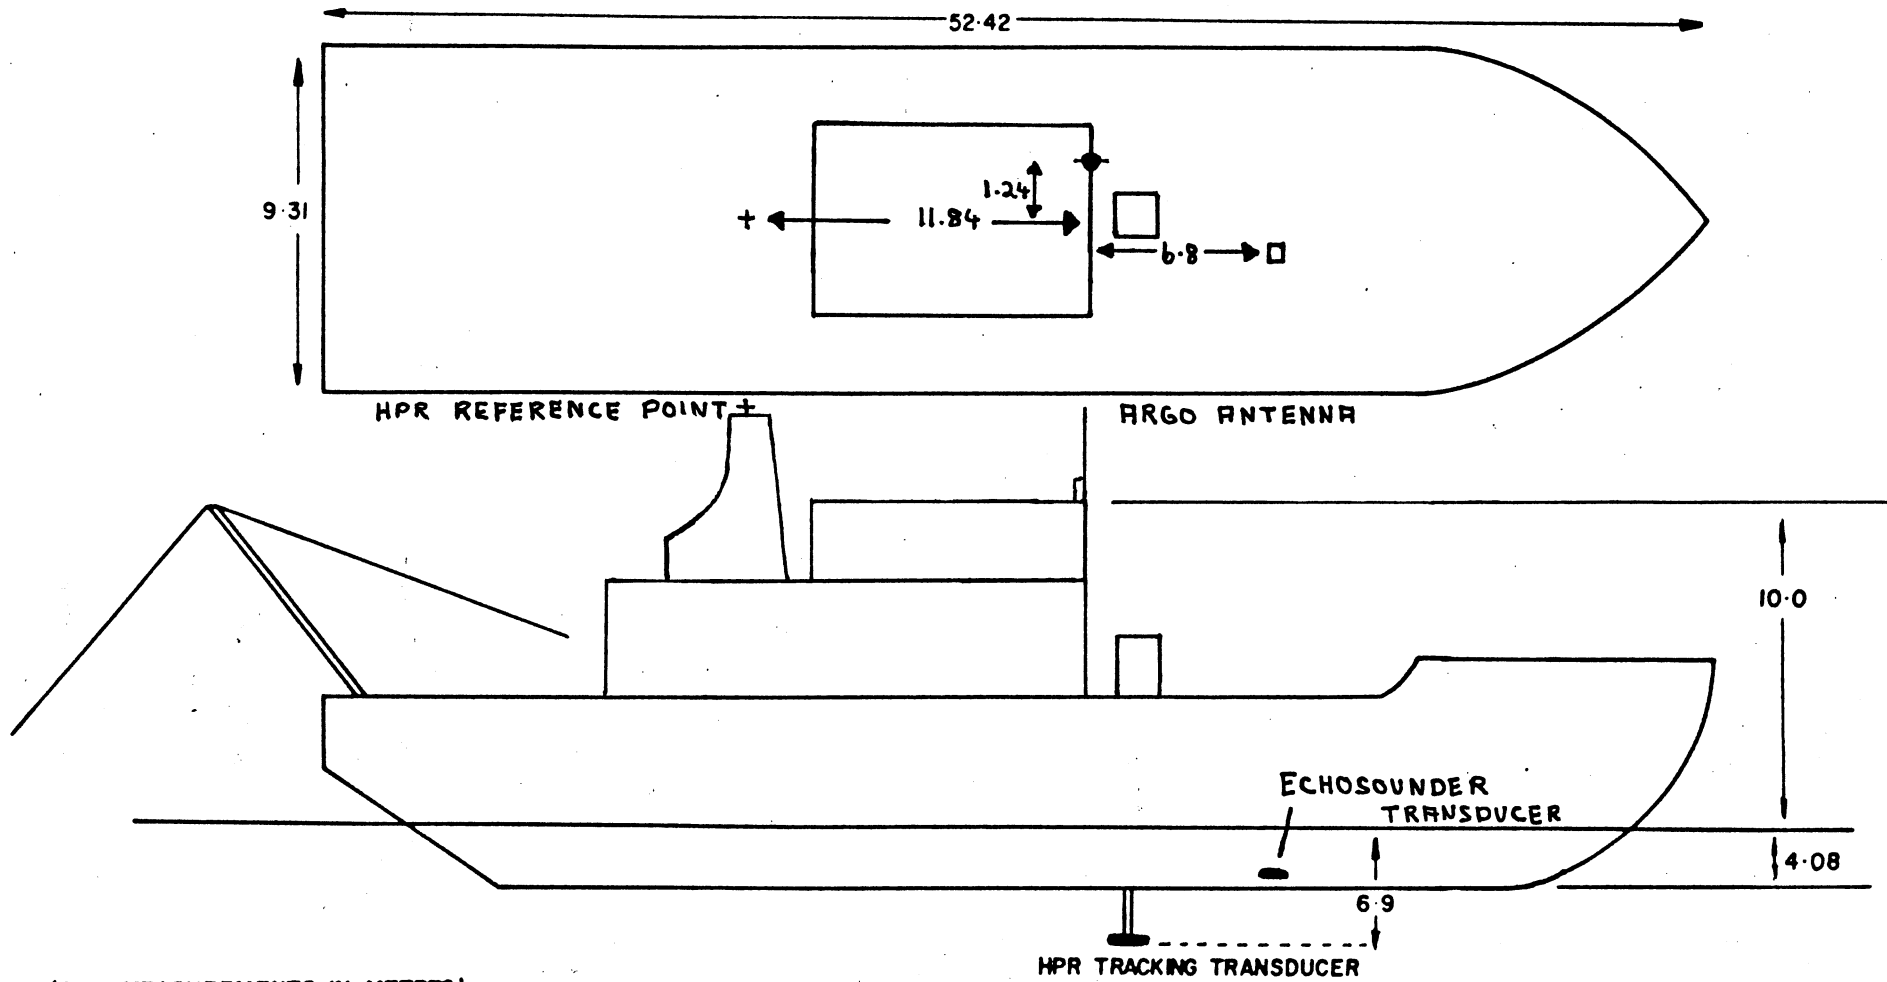 52.42
9.31
1.24
11.84
6.8
HPR REFERENCE POINT +
ARGO ANTENNA
10.0
ECHOSOUNDER
TRANSDUCER
4.08
6.9
HPR TRACKING TRANSDUCER